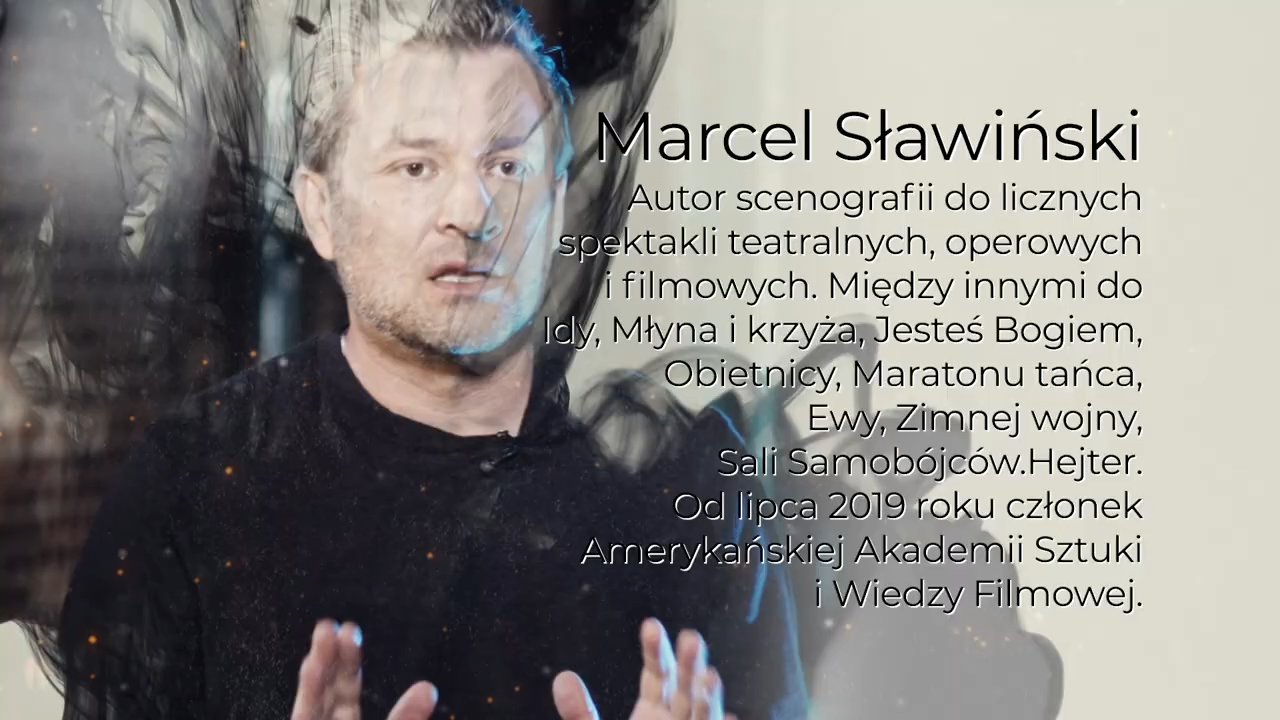 Marcel Sławiński
Autor scenografii do licznych
spektakli teatralnych, operowych
i filmowych. Między innymi do
Idy, Młyna i krzyża, Jesteś Bogiem,
Obietnicy, Maratonu tańca,
Ewy, Zimnej wojny,
Sali Samobójców.Hejter.
Od lipca 2019 roku członek
Amerykańskiej Akademii Sztuki
i Wiedzy Filmowej.